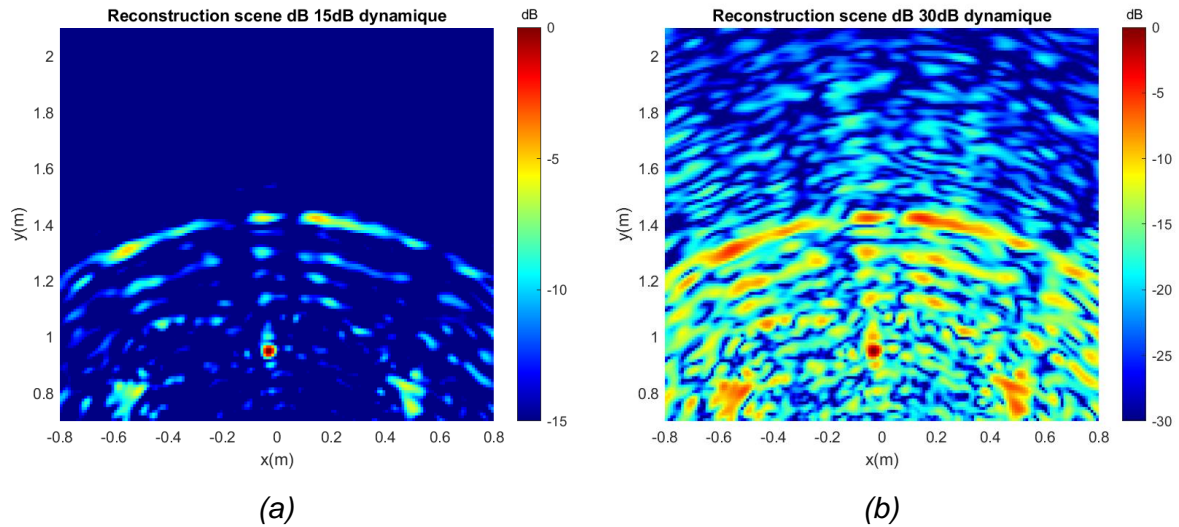 Reconstruction scene dB 15dB dynamique
dB
0
2
1.8
-5
1.6
y(m)
1.4
1.2
-10
1
0.8
-15
-0.8 -0.6 -0.4 -0.2 0 0.2 0.4 0.6 0.8
x(m)
(a)
Reconstruction scene dB 30dB dynamique
dB
0
2
-5
1.8
-10
1.6
y(m)
1.4
-15
1.2
-20
1
-25
0.8
-30
-0.8 -0.6 -0.4 -0.2 0 0.2 0.4 0.6 0.8
x(m)
(b)